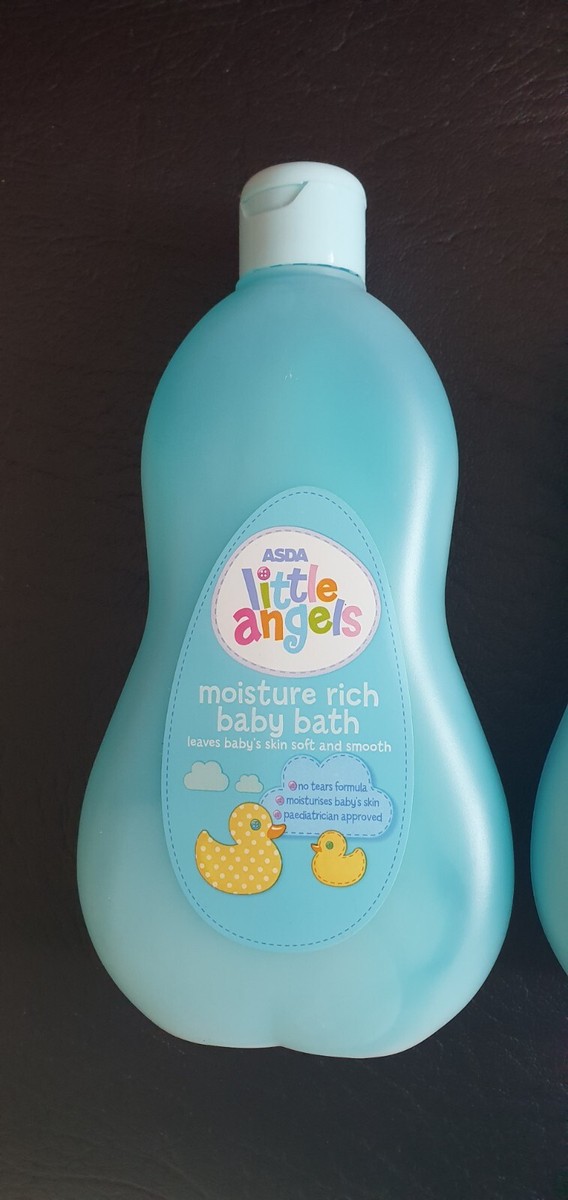 ASDA
little
angels
moisture rich
baby bath
leaves baby's skin soft and smooth
no tears formula
moisturises baby's skin
paediatrician approved